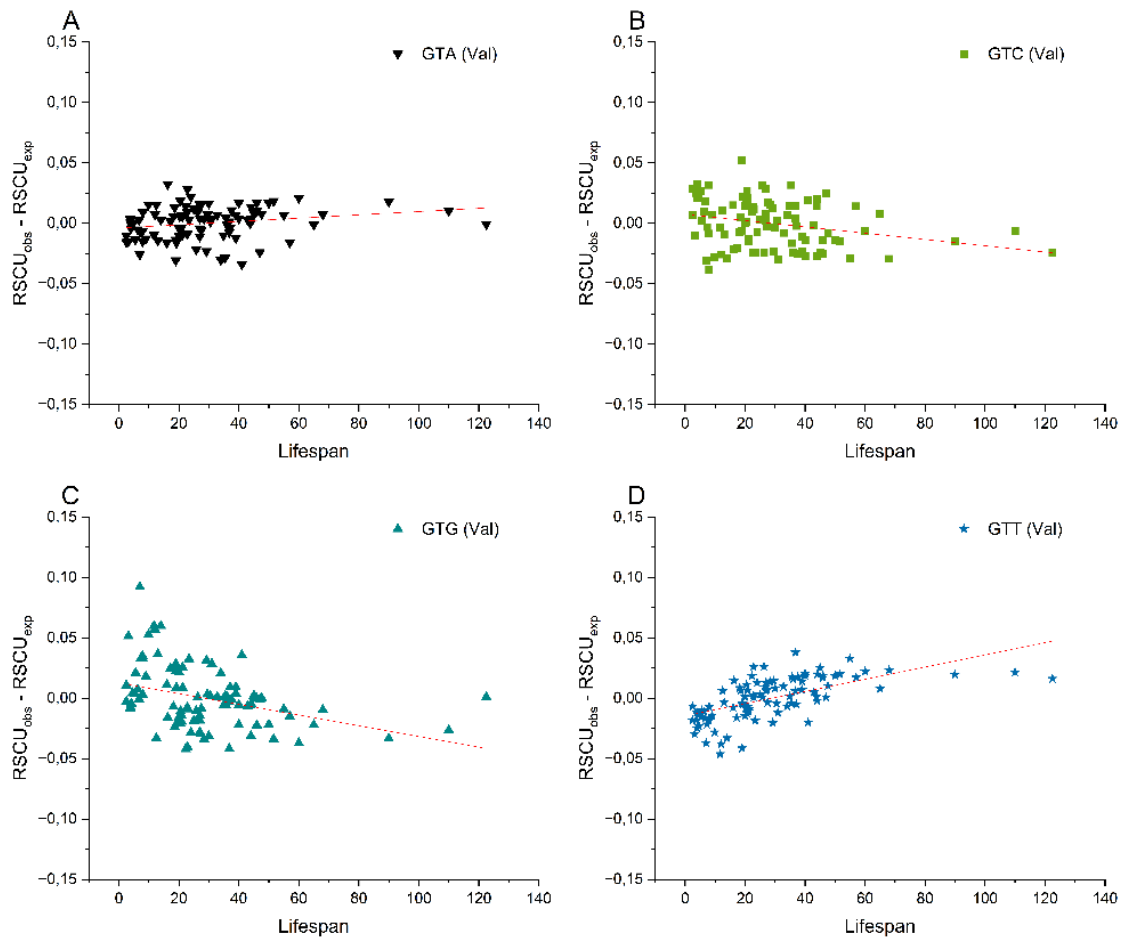 A
0,15
0,10
0,05
0,00
−0,05
−0,10
−0,15
RSCUobs - RSCUexp
GTA (Val)
0 20 40 60 80 100 120 140
Lifespan
B
0,15
0,10
0,05
0,00
−0,05
−0,10
−0,15
RSCUobs - RSCUexp
GTC (Val)
0 20 40 60 80 100 120 140
Lifespan
C
0,15
0,10
0,05
0,00
−0,05
−0,10
−0,15
RSCUobs - RSCUexp
GTG (Val)
0 20 40 60 80 100 120 140
Lifespan
D
0,15
0,10
0,05
0,00
−0,05
−0,10
−0,15
RSCUobs - RSCUexp
GTT (Val)
0 20 40 60 80 100 120 140
Lifespan